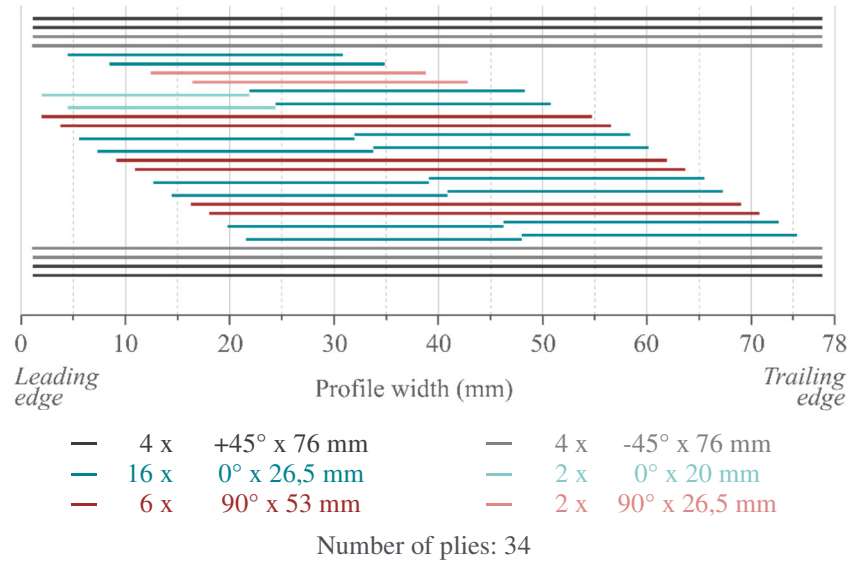 0 10 20 30 40 50 60 70 78
Leading edge
Profile width (mm)
Trailing edge
4 x +45° x 76 mm
4 x -45° x 76 mm
16 x 0° x 26,5 mm
2 x 0° x 20 mm
6 x 90° x 53 mm
2 x 90° x 26,5 mm
Number of plies: 34